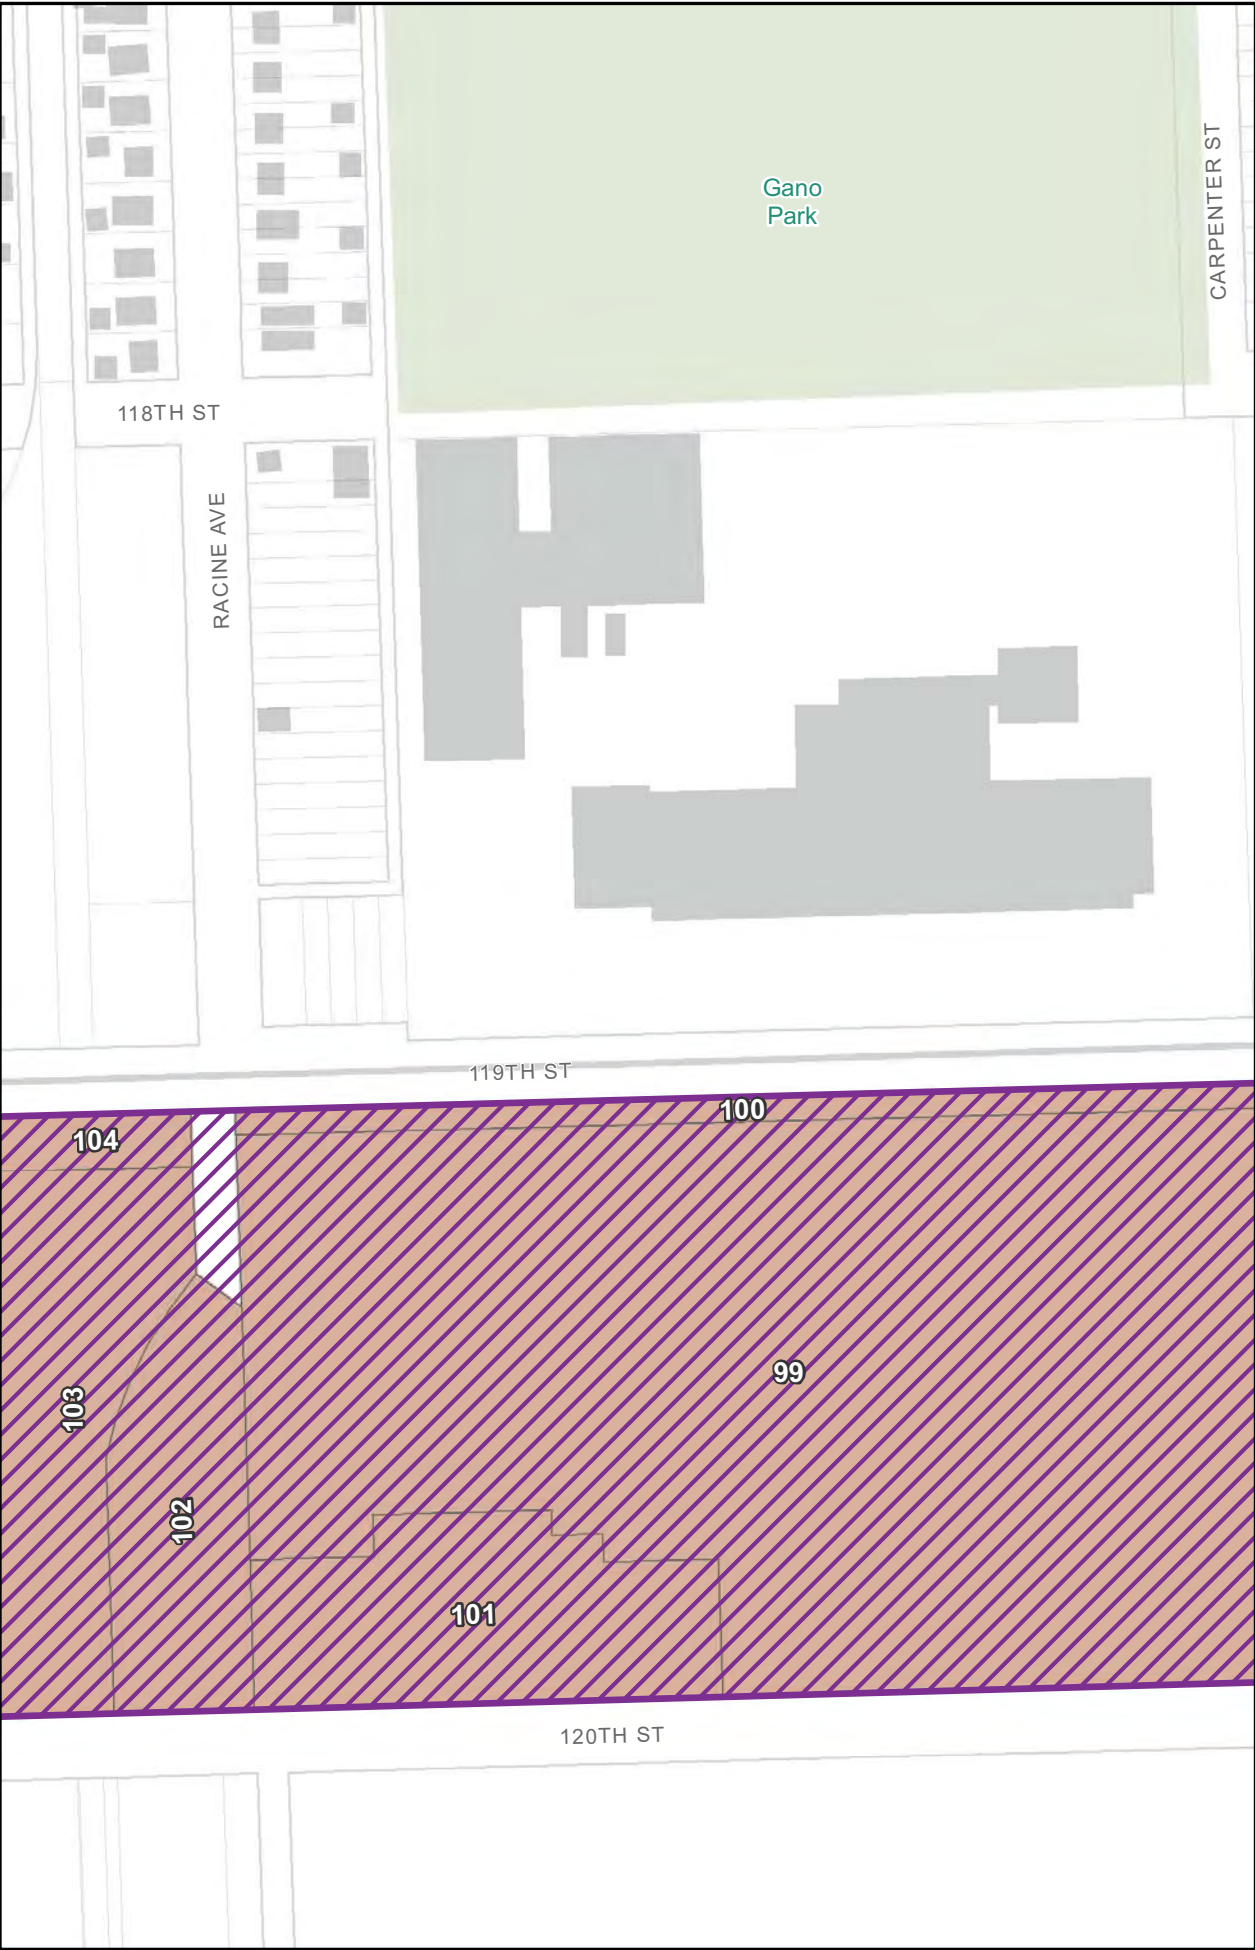 Gano
Park
CARPENTER ST
118TH ST
RACINE AVE
119TH ST
100
104
99
103
102
101
120TH ST